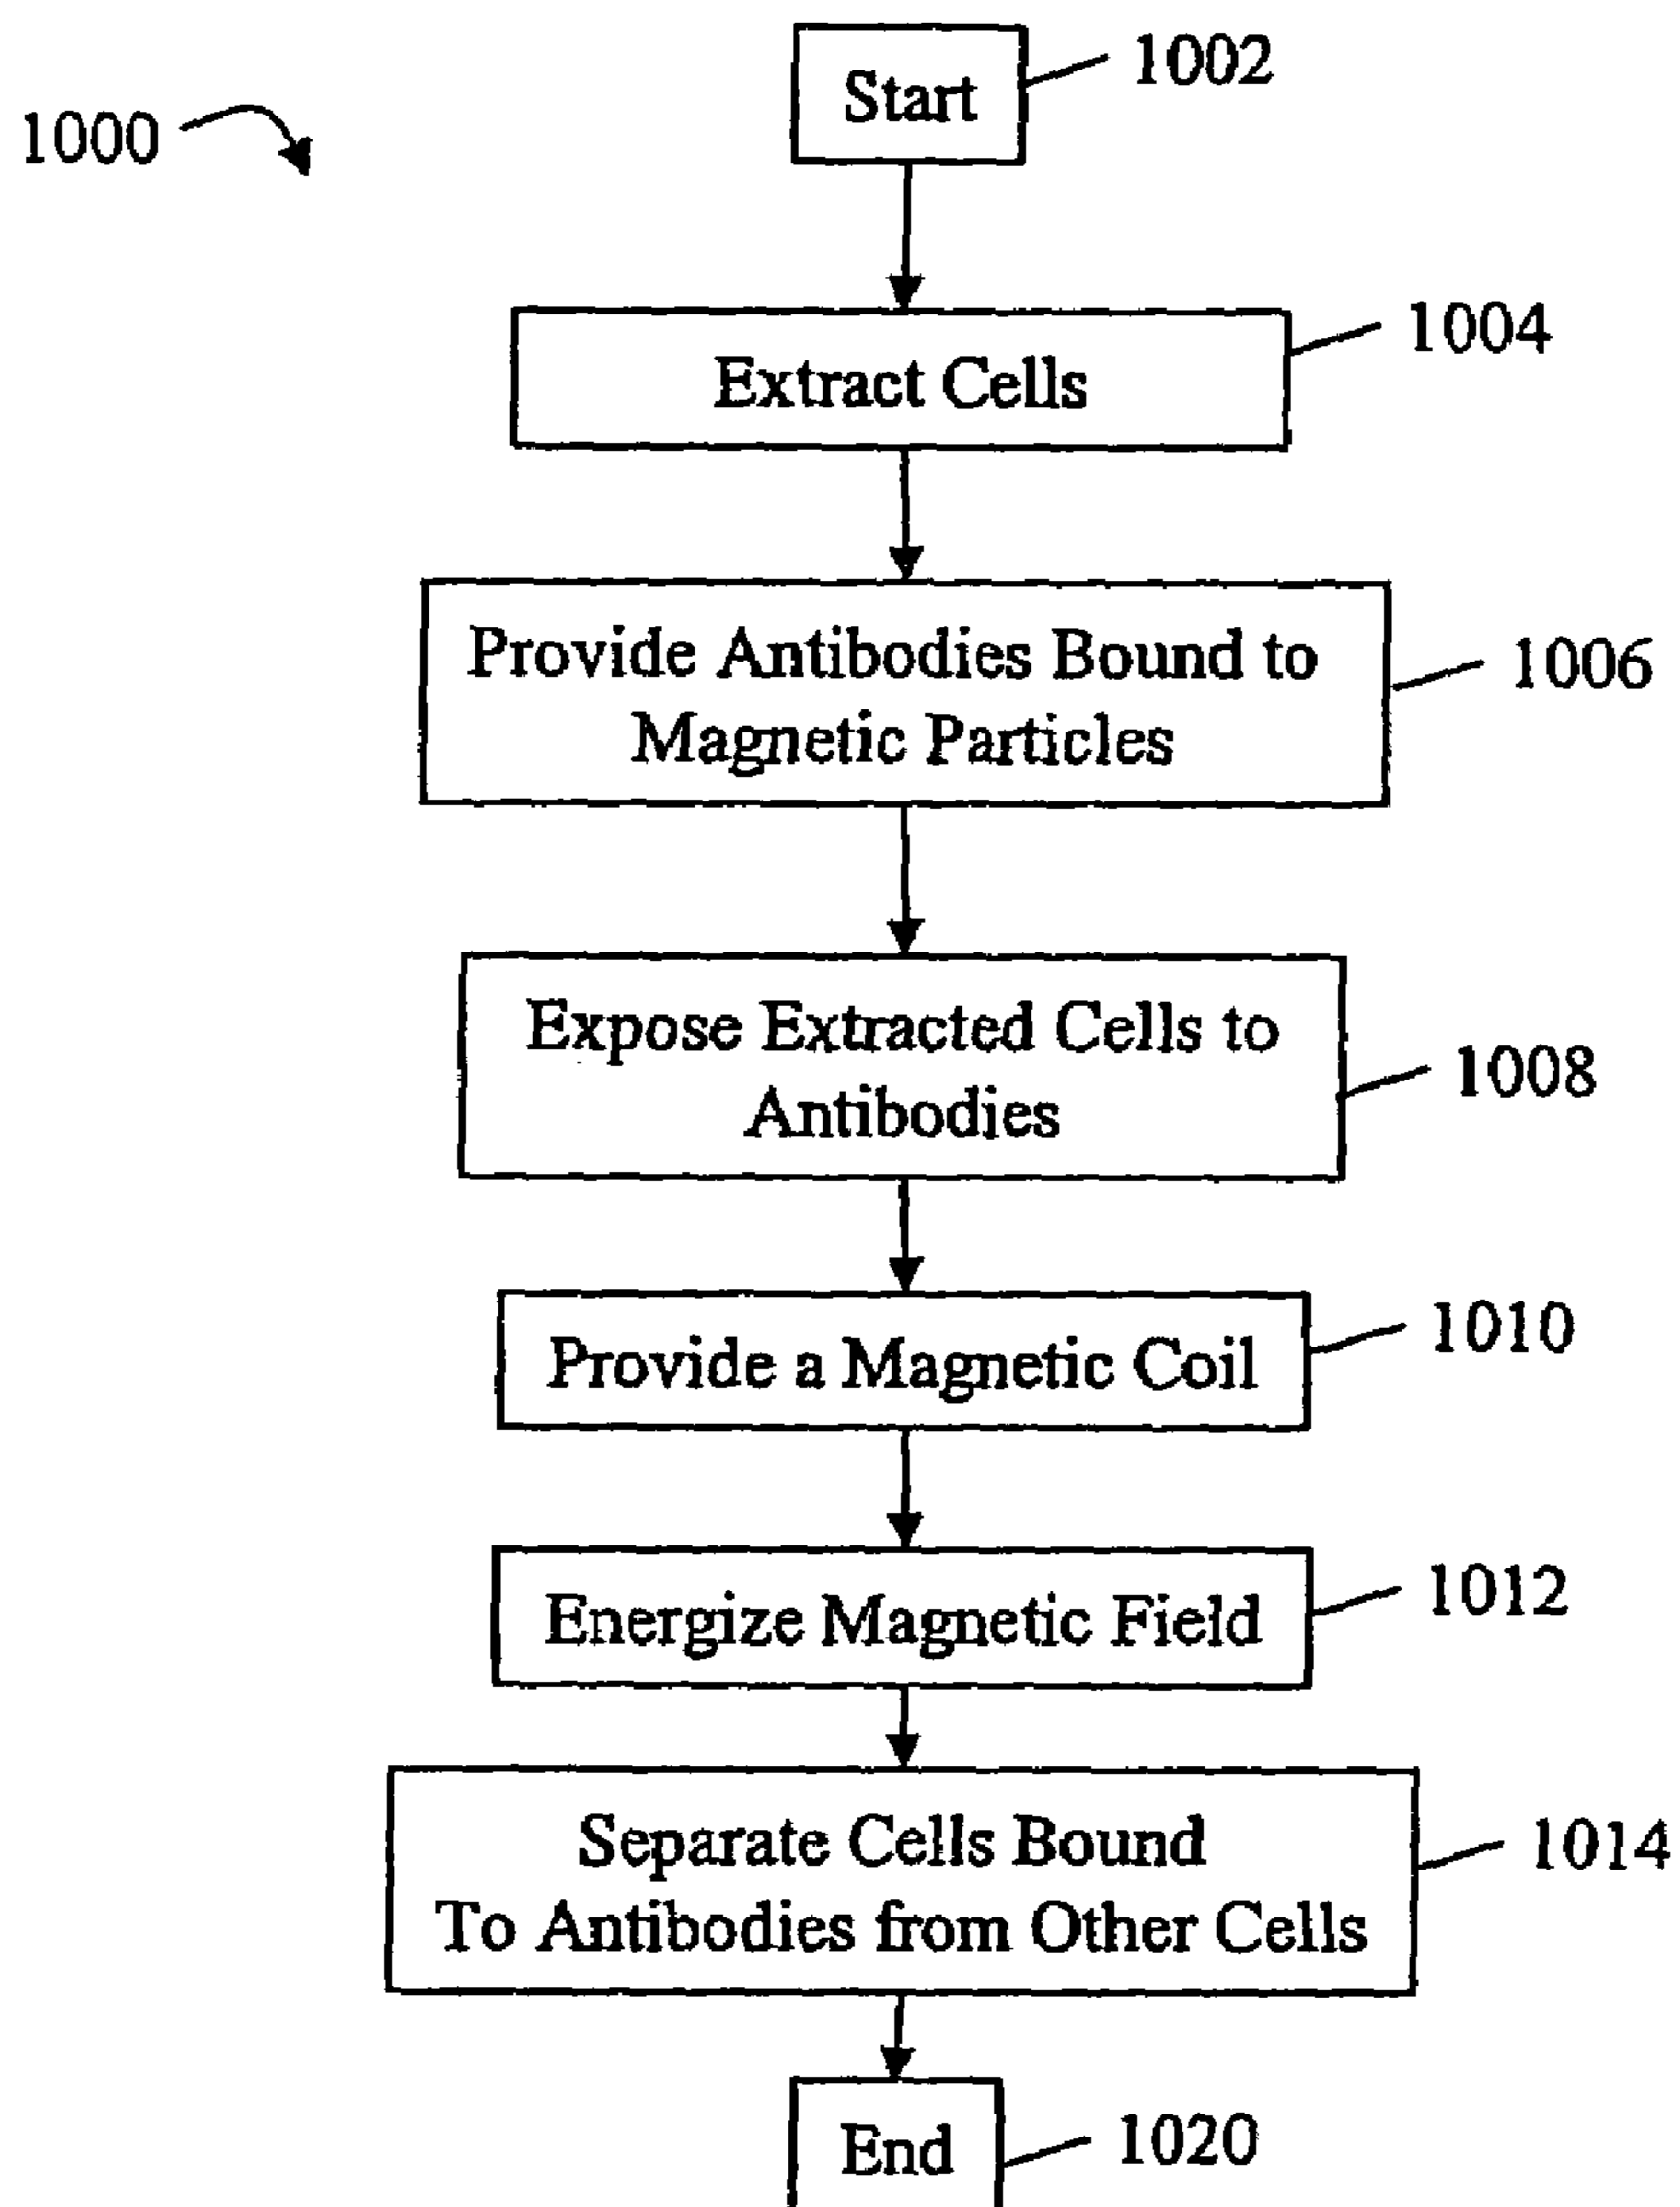 1000
Start
1002
Extract Cells
1004
Provide Antibodies Bound to
Magnetic Particles
1006
Expose Extracted Cells to
Antibodies
1008
Provide a Magnetic Coil
1010
Energize Magnetic Field
1012
Separate Cells Bound
To Antibodies from Other Cells
1014
End
1020